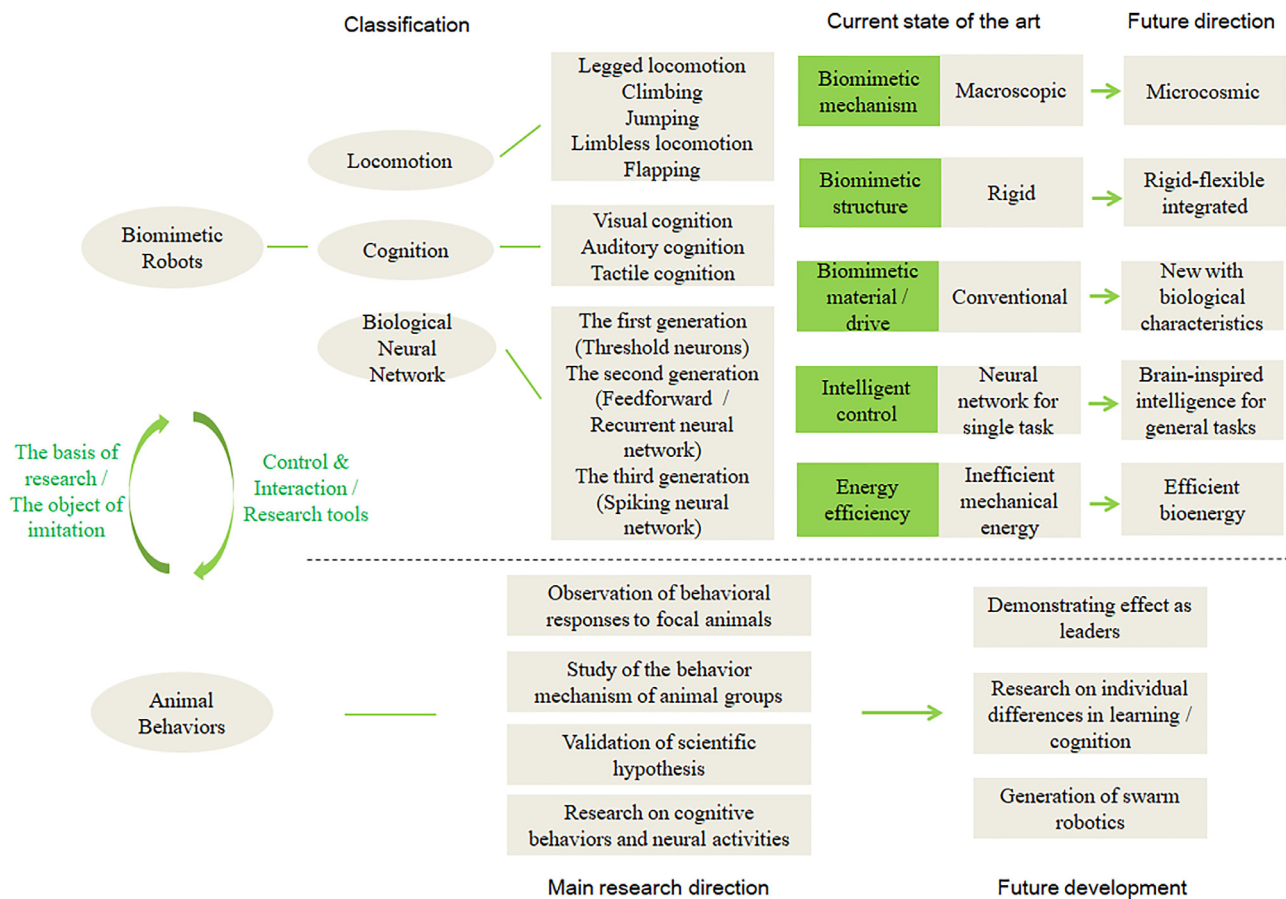 Classification
Current state of the art
Future direction
Biomimetic
Robots
Locomotion
Cognition
Biological
Neural
Network
Legged locomotion
Climbing
Jumping
Limbless locomotion
Flapping
Visual cognition
Auditory cognition
Tactile cognition
The first generation
(Threshold neurons)
The second generation
(Feedforward /
Recurrent neural
network)
The third generation
(Spiking neural
network)
Biomimetic
mechanism
Macroscopic
Microcosmic
Biomimetic
structure
Rigid
Rigid-flexible
integrated
Biomimetic
material /
drive
Conventional
New with
biological
characteristics
Intelligent
control
Neural
network for
single task
Brain-inspired
intelligence for
general tasks
Energy
efficiency
Inefficient
mechanical
energy
Efficient
bioenergy
The basis of
research /
The object of
imitation
Control &
Interaction /
Research tools
Animal
Behaviors
Observation of behavioral
responses to focal animals
Study of the behavior
mechanism of animal groups
Validation of scientific
hypothesis
Research on cognitive
behaviors and neural activities
Demonstrating effect as
leaders
Research on individual
differences in learning /
cognition
Generation of swarm
robotics
Main research direction
Future development